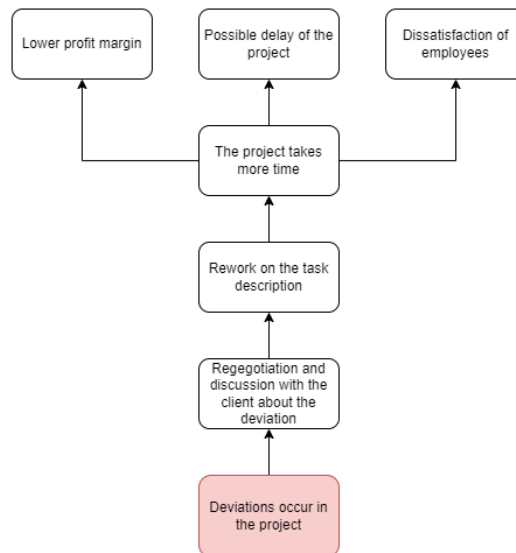 Lower profit margin
Possible delay of the
project
Dissatisfaction of
employees
The project takes
more time
Rework on the task
description
Regegotiation and
discussion with the
client about the
deviation
Deviations occur in
the project